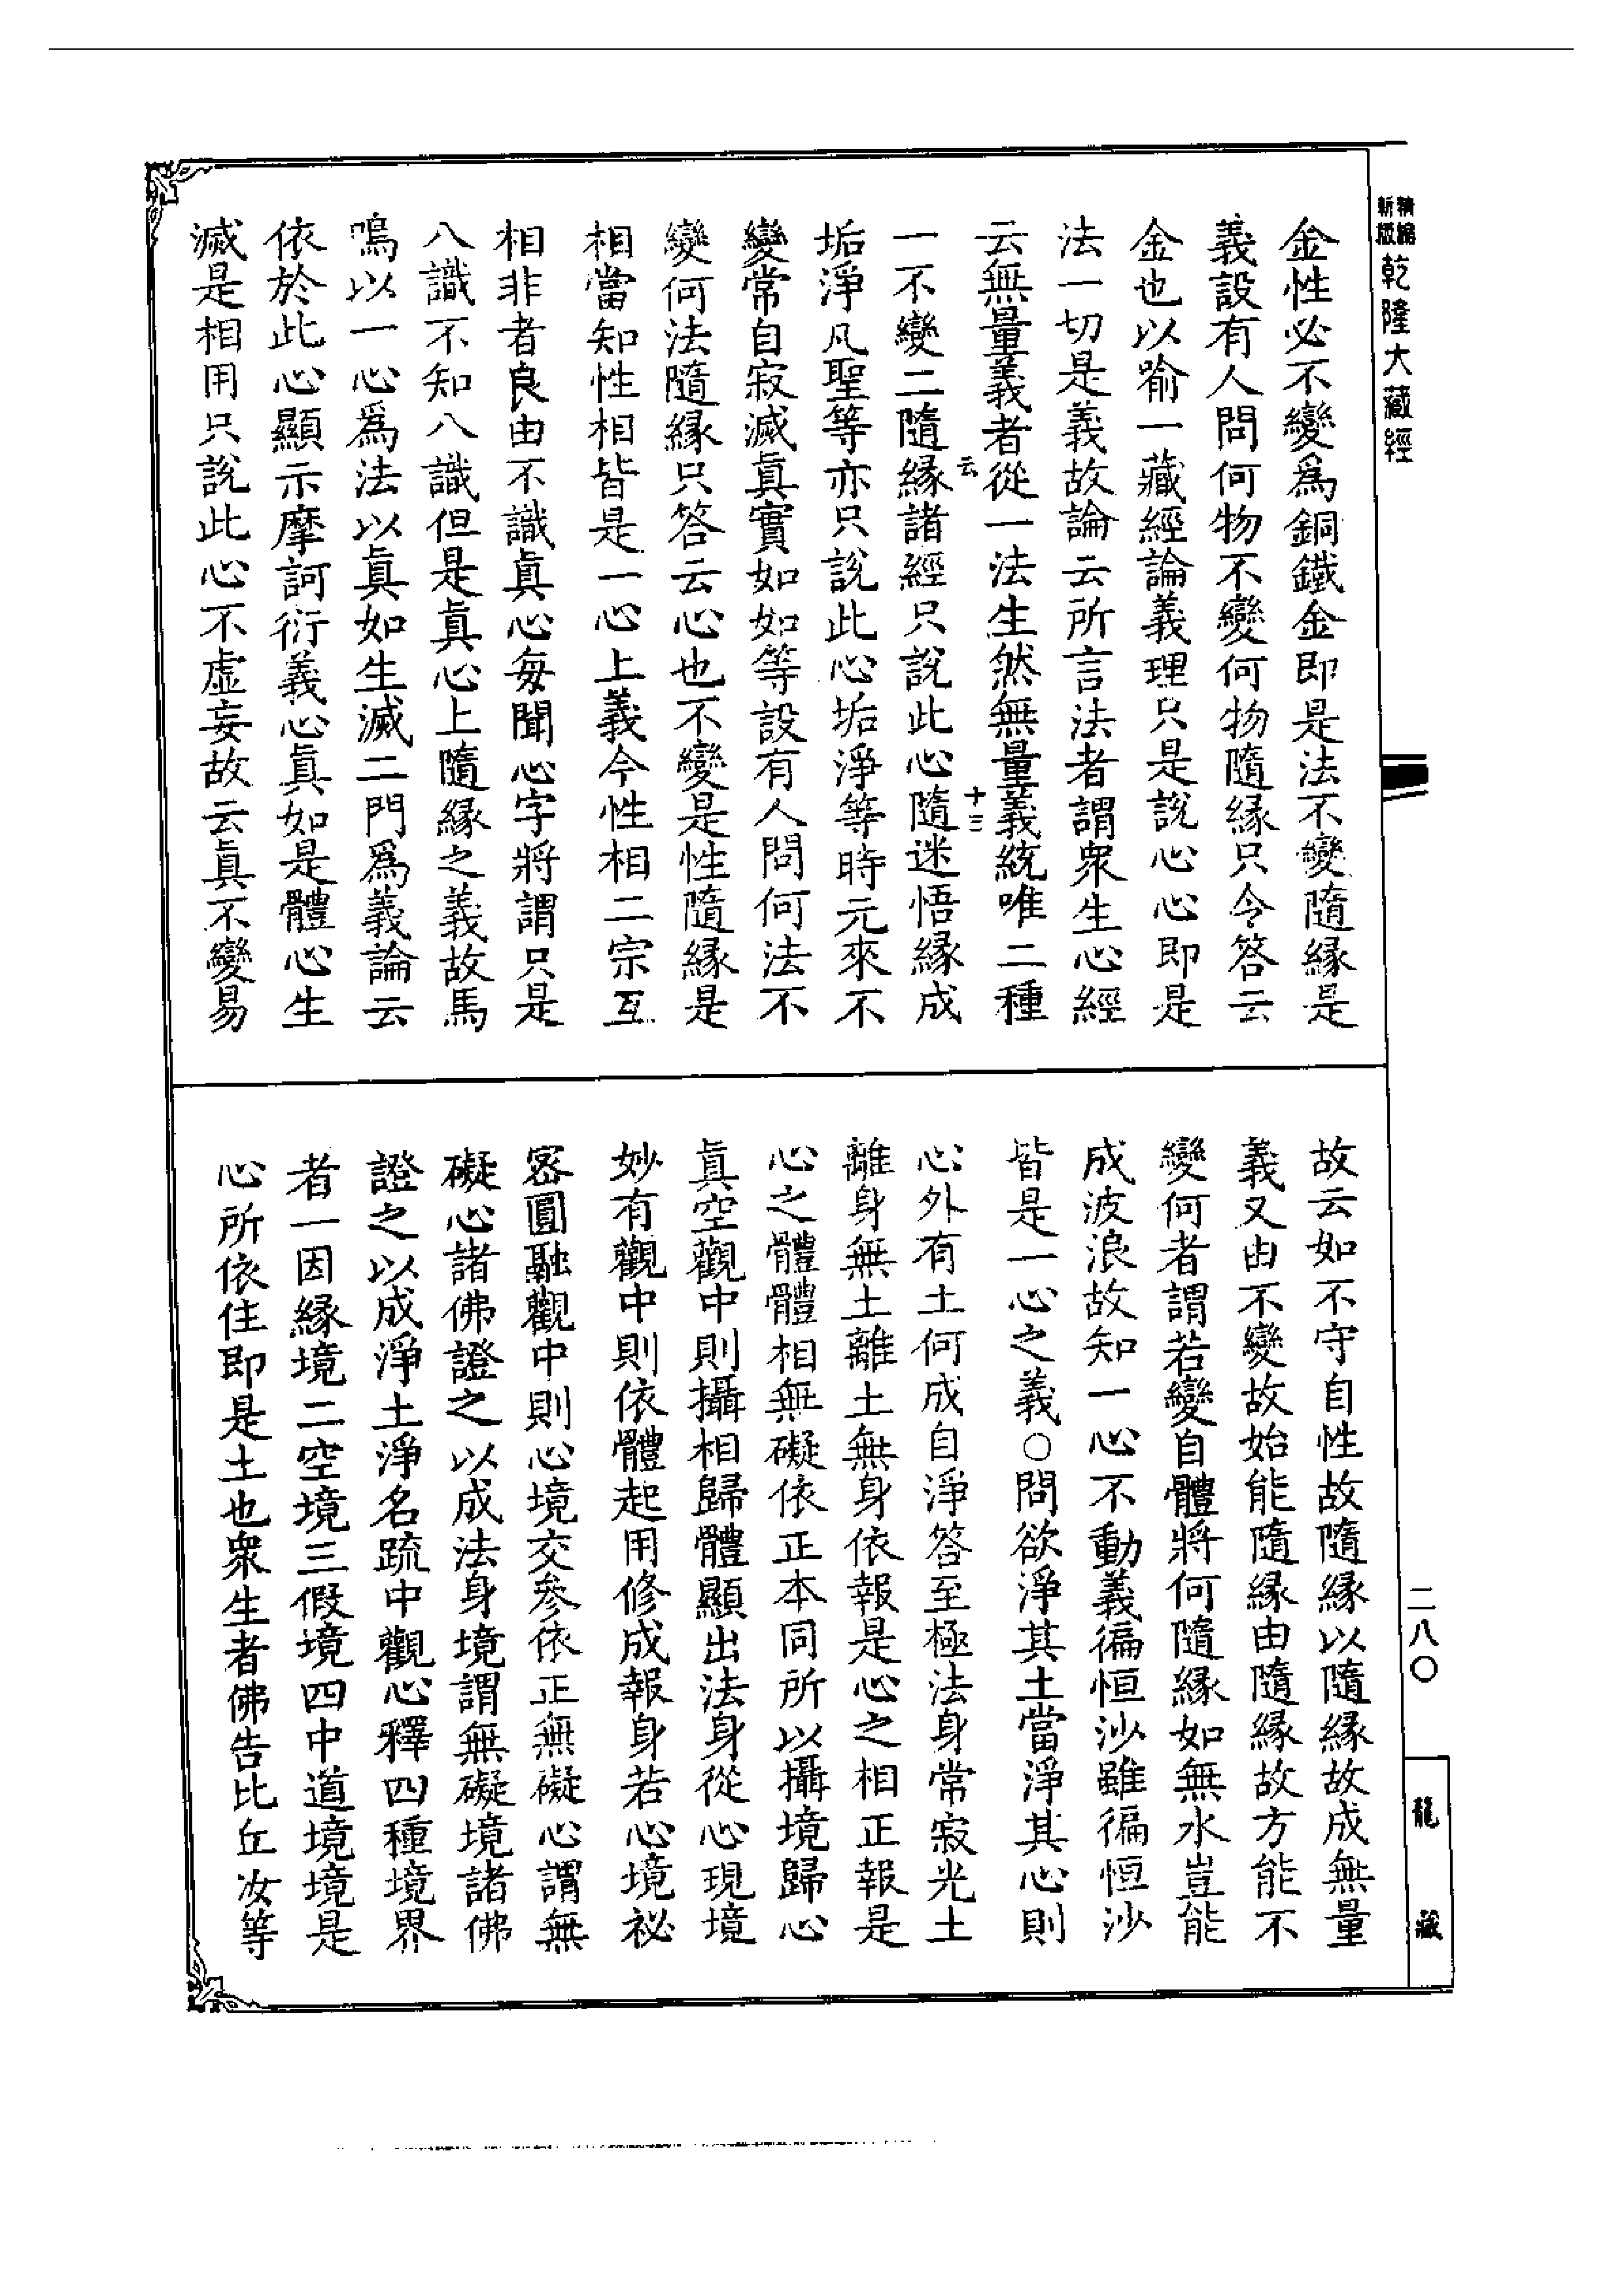 精編
新版
乾隆大藏經
金性必不變爲銅鐵金即是法不變隨緣是
義設有人問何物不變何物隨緣只令答云
金也以喻一藏經論義理只是說心心即是
法一切是義故論云所言法者謂衆生心經
云無量義者從一法生然無量義統唯二種
云
十三
一不變二隨緣諸經只說此心隨迷悟緣成
垢淨凡聖等亦只說此心垢淨等時元來不
變常自寂滅眞實如如等設有人問何法不
變何法隨緣只答云心也不變是性隨緣是
相當知性相皆是一心上義今性相二宗互
相非者良由不識眞心每聞心字將謂只是
八識不知八識但是眞心上隨緣之義故馬
鳴以一心爲法以眞如生滅二門爲義論云
依於此心顯示摩訶衍義心眞如是體心生
滅是相用只說此心不虛妄故云眞不變易
故云如不守自性故隨緣以隨緣故成無量
義又由不變故始能隨緣由隨緣故方能不
變何者謂若變自體將何隨緣如無水豈能
成波浪故知一心不動義徧恒沙雖徧恒沙
皆是一心之義○問欲淨其土當淨其心則
心外有土何成自淨答至極法身常寂光土
離身無土離土無身依報是心之相正報是
心之體體相無礙依正本同所以攝境歸心
眞空觀中則攝相歸體顯出法身從心現境
妙有觀中則依體起用修成報身若心境祕
密圓融觀中則心境交參依正無礙心謂無
礙心諸佛證之以成法身境謂無礙境諸佛
證之以成淨土淨名疏中觀心釋四種境界
者一因緣境二空境三假境四中道境境是
心所依住即是土也衆生者佛告比丘汝等
二八〇
龍藏